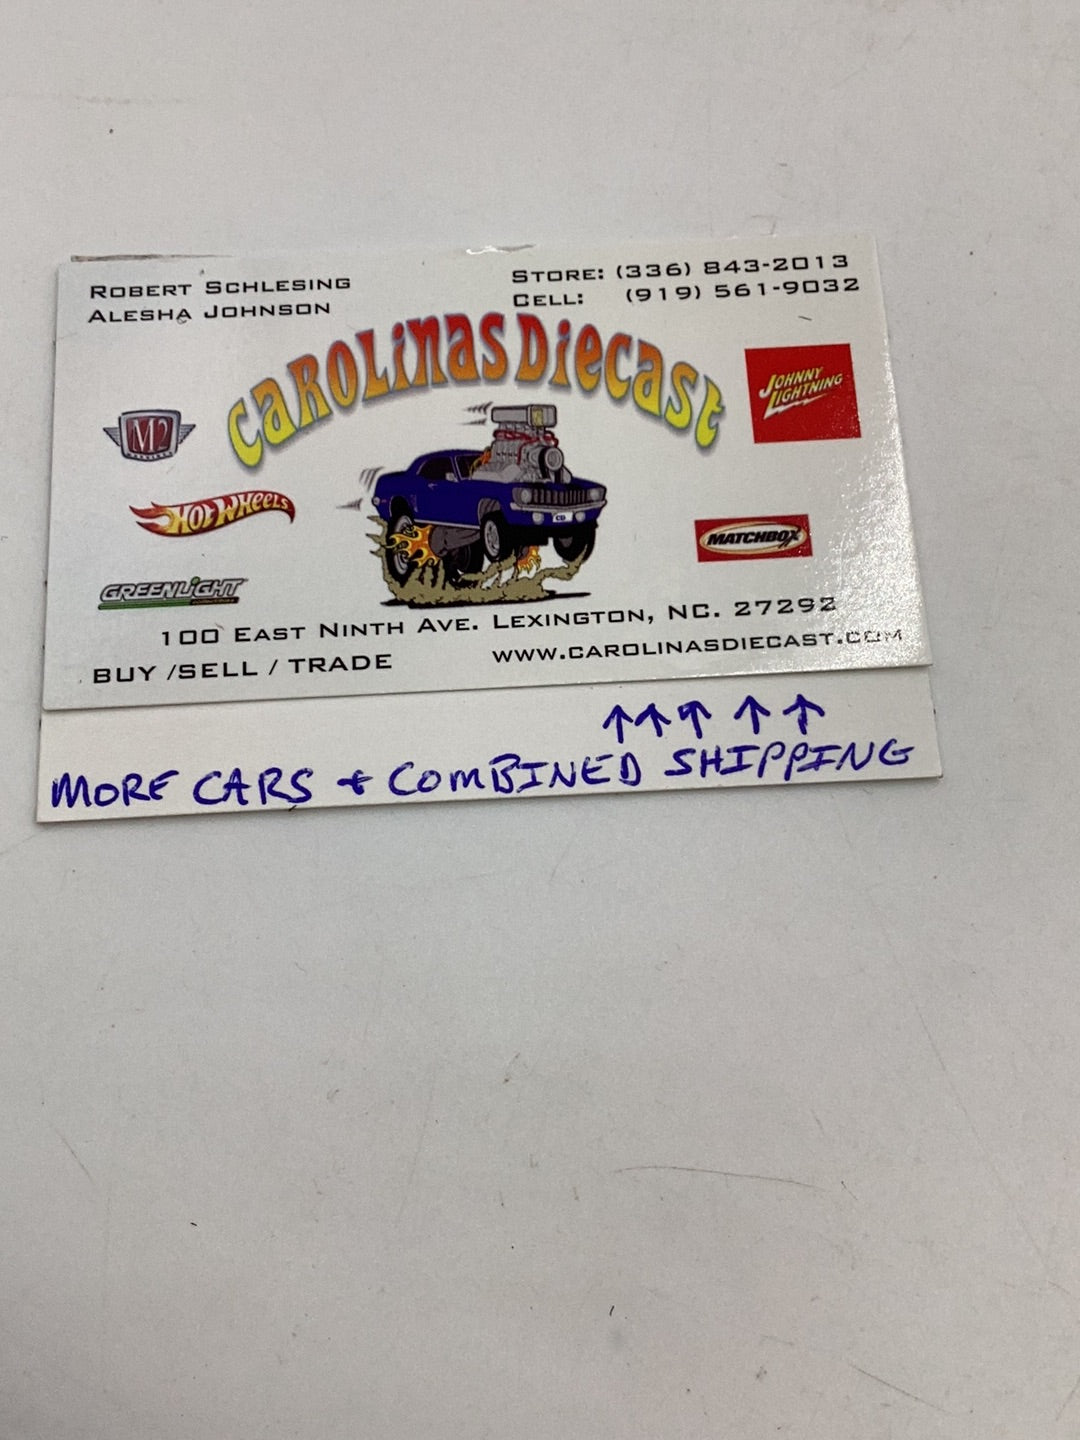 ROBERT SCHLESING
ALESHA JOHNSON
STORE: (336) 843-2013
CELL: (919) 561-9032
CAROLINAS DIECAST
JOHNNY
LIGHTNING
M2
HOT WHEELS
MATCHBOX
GREENLIGHT
100 EAST NINTH AVE. LEXINGTON, NC. 27292
BUY /SELL / TRADE
WWW.CAROLINASDIECAST.COM
↑↑↑ ↑ ↑
MORE CARS + COMBINED SHIPPING